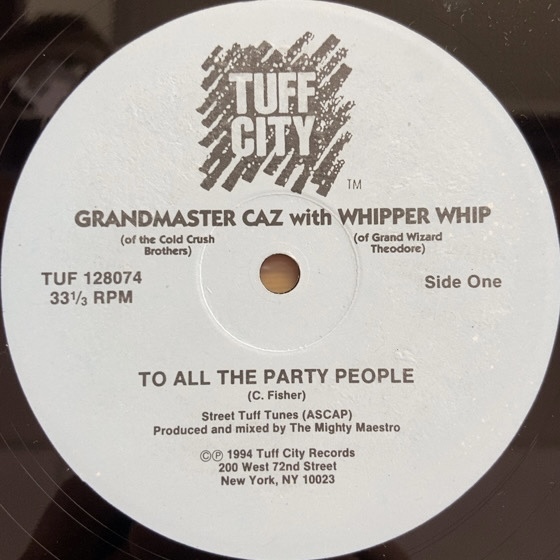 TUFF
CITY
TM
GRANDMASTER CAZ with WHIPPER WHIP
(of the Cold Crush
Brothers)
(of Grand Wizard
Theodore)
TUF 128074
33 1/3 RPM
Side One
TO ALL THE PARTY PEOPLE
(C. Fisher)
Street Tuff Tunes (ASCAP)
Produced and mixed by The Mighty Maestro
©℗ 1994 Tuff City Records
200 West 72nd Street
New York, NY 10023